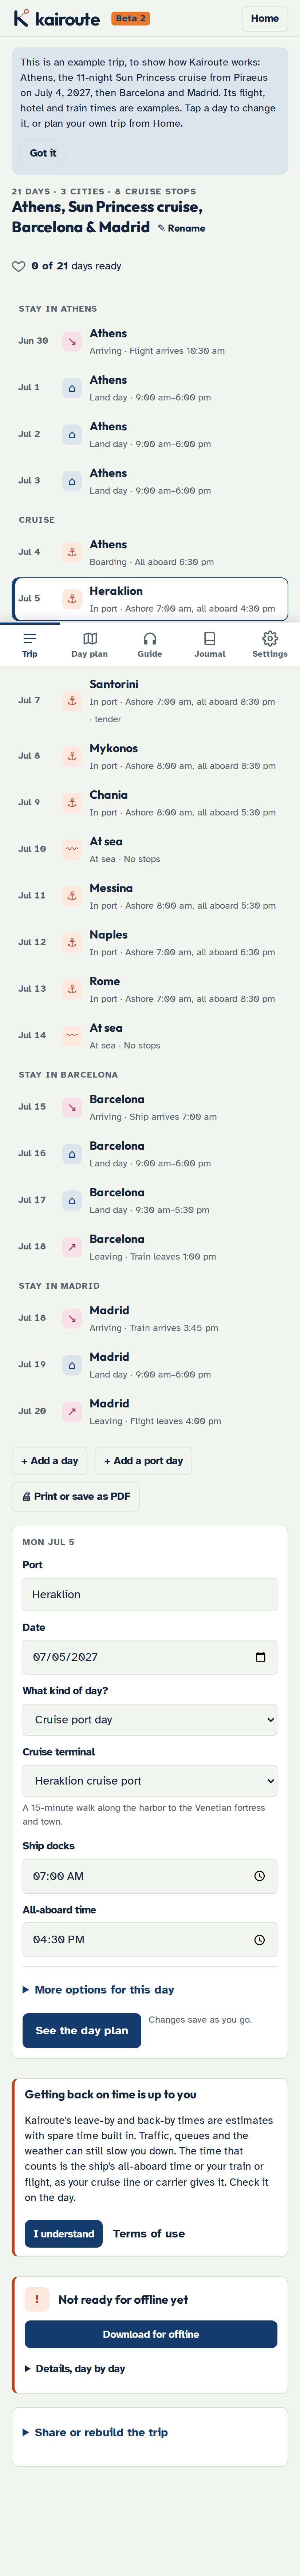 kairoute Beta 2 Home
This is an example trip, to show how Kairoute works:
Athens, the 11-night Sun Princess cruise from Piraeus
on July 4, 2027, then Barcelona and Madrid. Its flight,
hotel and train times are examples. Tap a day to change
it, or plan your own trip from Home.
Got it
21 DAYS · 3 CITIES · 8 CRUISE STOPS
Athens, Sun Princess cruise,
Barcelona & Madrid ✎ Rename
0 of 21 days ready
STAY IN ATHENS
Jun 30 ↘ Athens
Arriving · Flight arrives 10:30 am
Jul 1 ⌂ Athens
Land day · 9:00 am–6:00 pm
Jul 2 ⌂ Athens
Land day · 9:00 am–6:00 pm
Jul 3 ⌂ Athens
Land day · 9:00 am–6:00 pm
CRUISE
Jul 4 ⚓ Athens
Boarding · All aboard 6:30 pm
Jul 5 ⚓ Heraklion
In port · Ashore 7:00 am, all aboard 4:30 pm
Trip Day plan Guide Journal Settings
Jul 7 ⚓ Santorini
In port · Ashore 7:00 am, all aboard 8:30 pm
· tender
Jul 8 ⚓ Mykonos
In port · Ashore 8:00 am, all aboard 8:30 pm
Jul 9 ⚓ Chania
In port · Ashore 8:00 am, all aboard 5:30 pm
Jul 10 At sea
At sea · No stops
Jul 11 ⚓ Messina
In port · Ashore 8:00 am, all aboard 5:30 pm
Jul 12 ⚓ Naples
In port · Ashore 7:00 am, all aboard 6:30 pm
Jul 13 ⚓ Rome
In port · Ashore 7:00 am, all aboard 8:30 pm
Jul 14 At sea
At sea · No stops
STAY IN BARCELONA
Jul 15 ↘ Barcelona
Arriving · Ship arrives 7:00 am
Jul 16 ⌂ Barcelona
Land day · 9:00 am–6:00 pm
Jul 17 ⌂ Barcelona
Land day · 9:30 am–5:30 pm
Jul 18 ↗ Barcelona
Leaving · Train leaves 1:00 pm
STAY IN MADRID
Jul 18 ↘ Madrid
Arriving · Train arrives 3:45 pm
Jul 19 ⌂ Madrid
Land day · 9:00 am–6:00 pm
Jul 20 ↗ Madrid
Leaving · Flight leaves 4:00 pm
+ Add a day + Add a port day
🖨 Print or save as PDF
MON JUL 5
Port
Heraklion
Date
07/05/2027
What kind of day?
Cruise port day
Cruise terminal
Heraklion cruise port
A 15-minute walk along the harbor to the Venetian fortress
and town.
Ship docks
07:00 AM
All-aboard time
04:30 PM
▶ More options for this day
See the day plan Changes save as you go.
Getting back on time is up to you
Kairoute's leave-by and back-by times are estimates
with spare time built in. Traffic, queues and the
weather can still slow you down. The time that
counts is the ship's all-aboard time or your train or
flight, as your cruise line or carrier gives it. Check it
on the day.
I understand Terms of use
! Not ready for offline yet
Download for offline
▶ Details, day by day
▶ Share or rebuild the trip